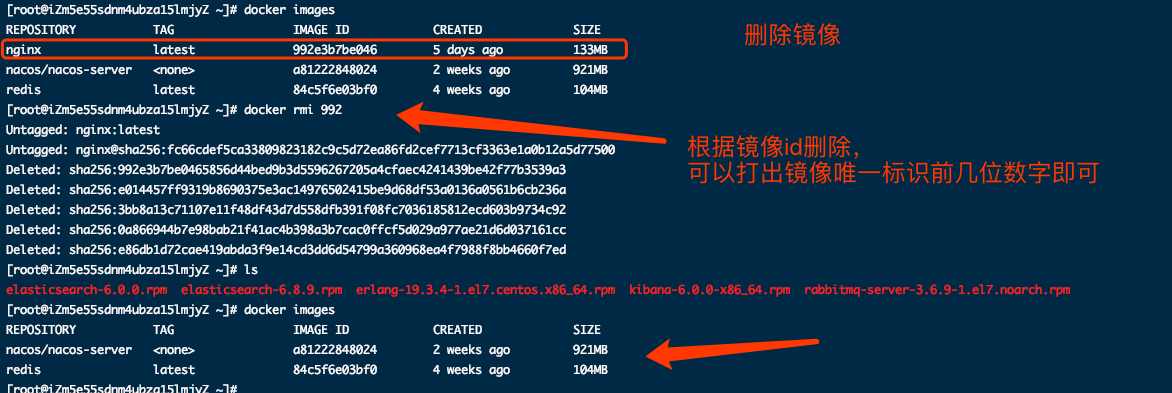 [root@iZm5e55sdnm4ubza15lmjyZ ~]# docker images
REPOSITORY TAG IMAGE ID CREATED SIZE
删除镜像
nginx latest 992e3b7be046 5 days ago 133MB
nacos/nacos-server <none> a81222848024 2 weeks ago 921MB
redis latest 84c5f6e03bf0 4 weeks ago 104MB
[root@iZm5e55sdnm4ubza15lmjyZ ~]# docker rmi 992
Untagged: nginx:latest
Untagged: nginx@sha256:fc66cdef5ca33809823182c9c5d72ea86fd2cef7713cf3363e1a0b12a5d77500
根据镜像id删除，
可以打出镜像唯一标识前几位数字即可
Deleted: sha256:992e3b7be0465856d44bed9b3d5596267205a4cfaec4241439be42f77b3539a3
Deleted: sha256:e014457ff9319b8690375e3ac14976502415be9d68df53a0136a0561b6cb236a
Deleted: sha256:3bb8a13c71107e11f48df43d7d558dfb391f08fc7036185812ecd603b9734c92
Deleted: sha256:0a866944b7e98bab21f41ac4b398a3b7cac0ffcf5d029a977ae21d6d037161cc
Deleted: sha256:e86db1d72cae419abda3f9e14cd3dd6d54799a360968ea4f7988f8bb4660f7ed
[root@iZm5e55sdnm4ubza15lmjyZ ~]# ls
elasticsearch-6.0.0.rpm elasticsearch-6.8.9.rpm erlang-19.3.4-1.el7.centos.x86_64.rpm kibana-6.0.0-x86_64.rpm rabbitmq-server-3.6.9-1.el7.noarch.rpm
[root@iZm5e55sdnm4ubza15lmjyZ ~]# docker images
REPOSITORY TAG IMAGE ID CREATED SIZE
nacos/nacos-server <none> a81222848024 2 weeks ago 921MB
redis latest 84c5f6e03bf0 4 weeks ago 104MB
[root@iZm5e55sdnm4ubza15lmjyZ ~]#